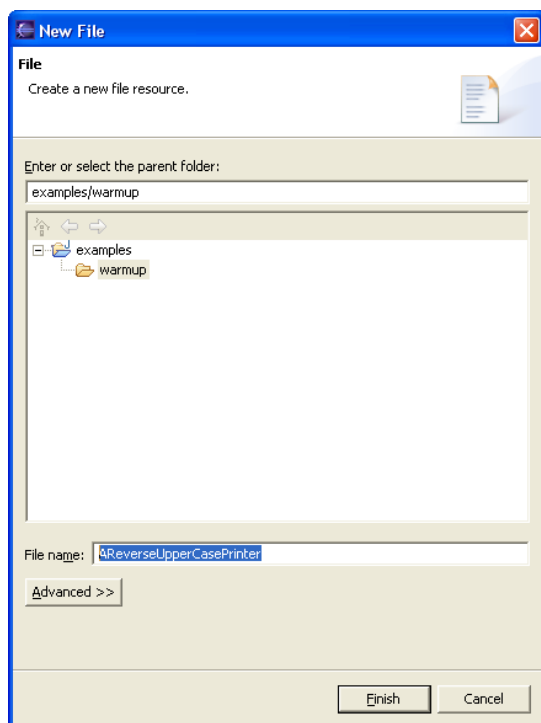 New File
File
Create a new file resource.
Enter or select the parent folder:
examples/warmup
examples
warmup
File name: AReverseUpperCasePrinter
Advanced >>
Finish Cancel